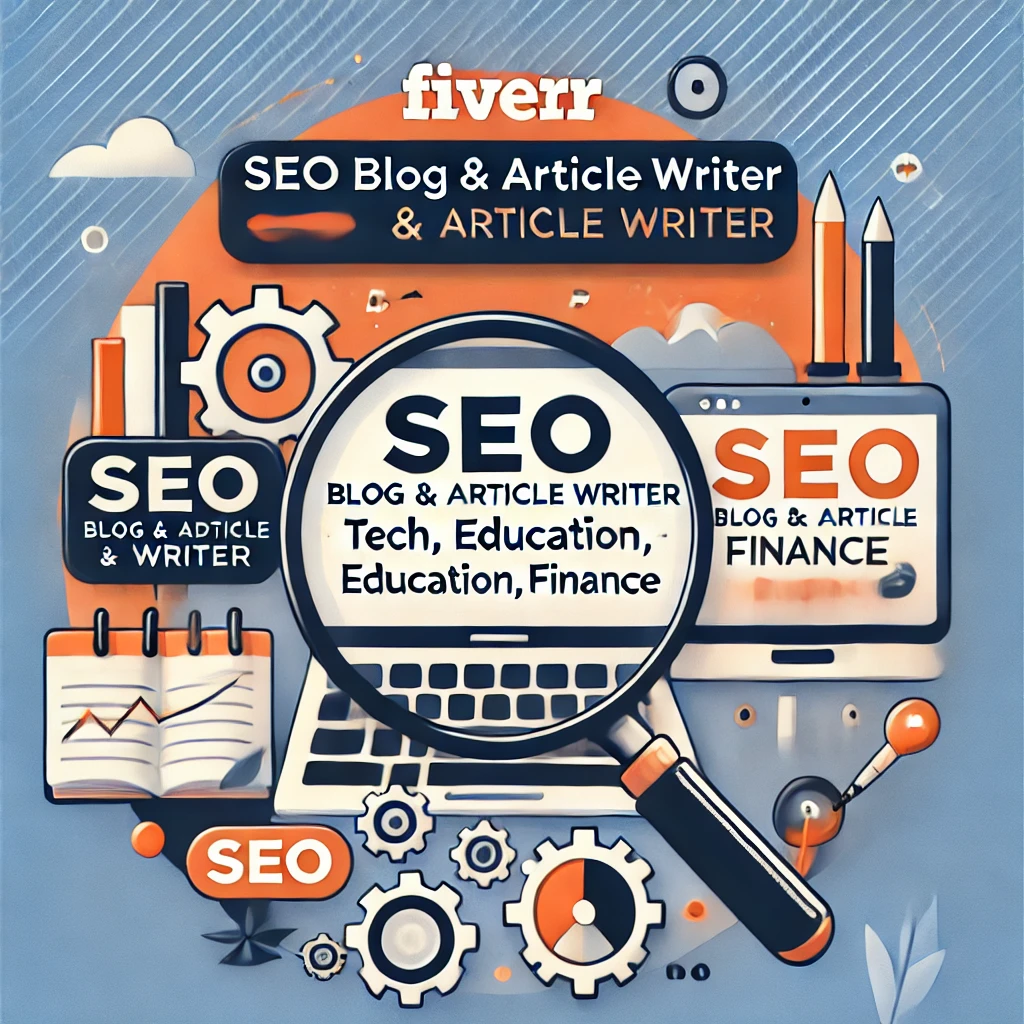 fiverr
SEO Blog & Article Writer
& ARTICLE WRITER
SEO
BLOG & ADTICLE
& WRITER
SEO
BLOG & ARTICLE WRITER
Tech, Education,
Education, Finance
SEO
BLOG & ARTICLE
FINANCE
SEO